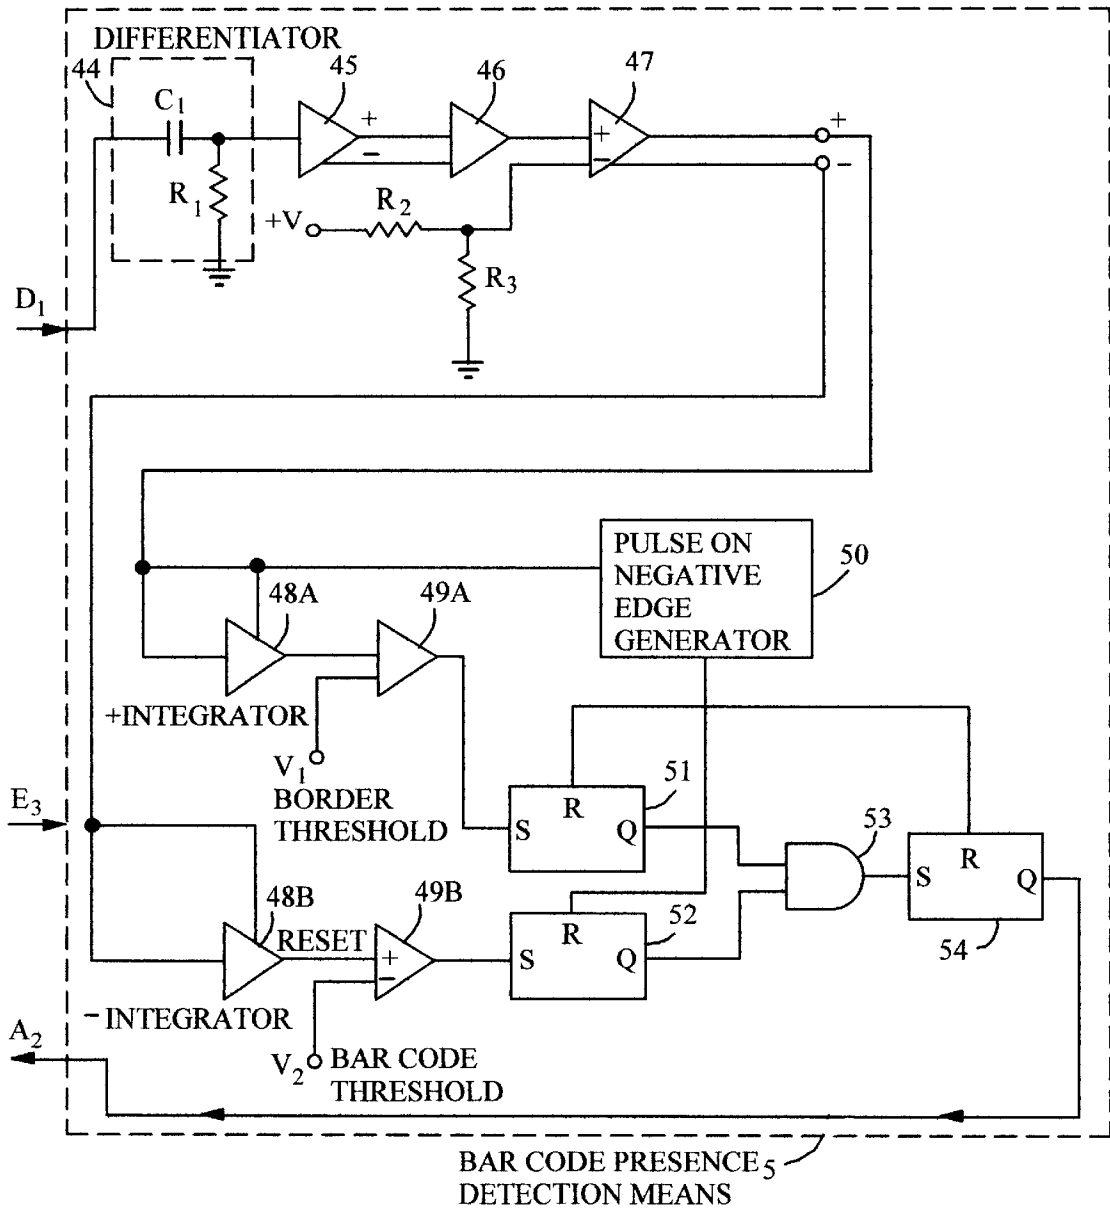 DIFFERENTIATOR
44
C1
R1
45
+
-
46
47
+
-
+
-
+V
R2
R3
D1
PULSE ON
NEGATIVE
EDGE
GENERATOR
50
48A
49A
+INTEGRATOR
V1
BORDER
THRESHOLD
E3
S
R
Q
51
53
48B
RESET
49B
+
-
S
R
Q
52
S
R
Q
54
-INTEGRATOR
V2
BAR CODE
THRESHOLD
A2
BAR CODE PRESENCE
DETECTION MEANS
5